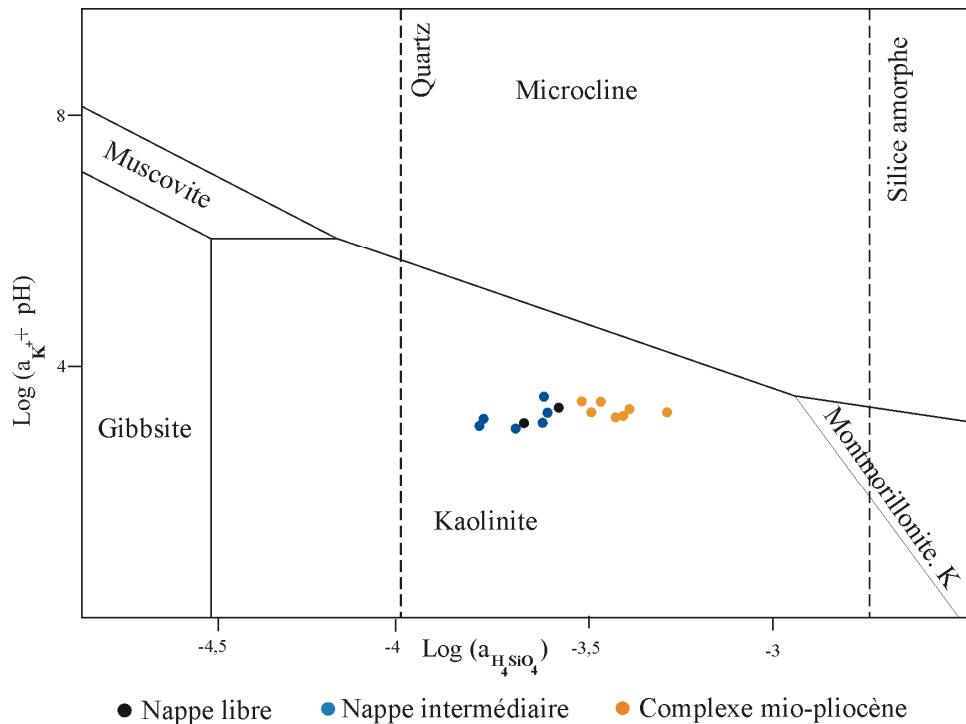 Quartz
Microcline
Silice amorphe
8
Muscovite
Log (a K+ + pH)
4
Gibbsite
Kaolinite
Montmorillonite. K
-4,5
-4
-3,5
-3
Log (a H4SiO4)
Nappe libre
Nappe intermédiaire
Complexe mio-pliocène